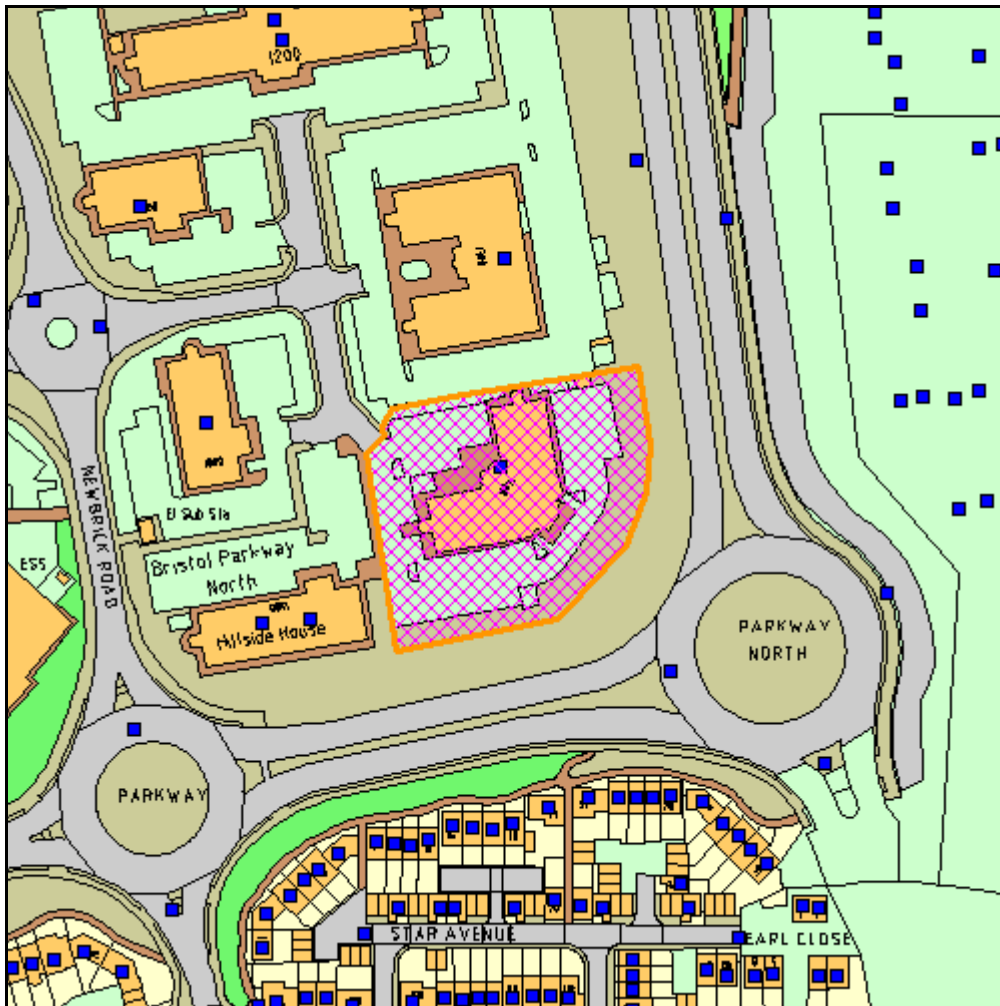 1200
El Sub Sta
NEWBRICK ROAD
ESS
Bristol Parkway
North
Hillside House
PARKWAY
NORTH
PARKWAY
STAR AVENUE
EARL CLOSE